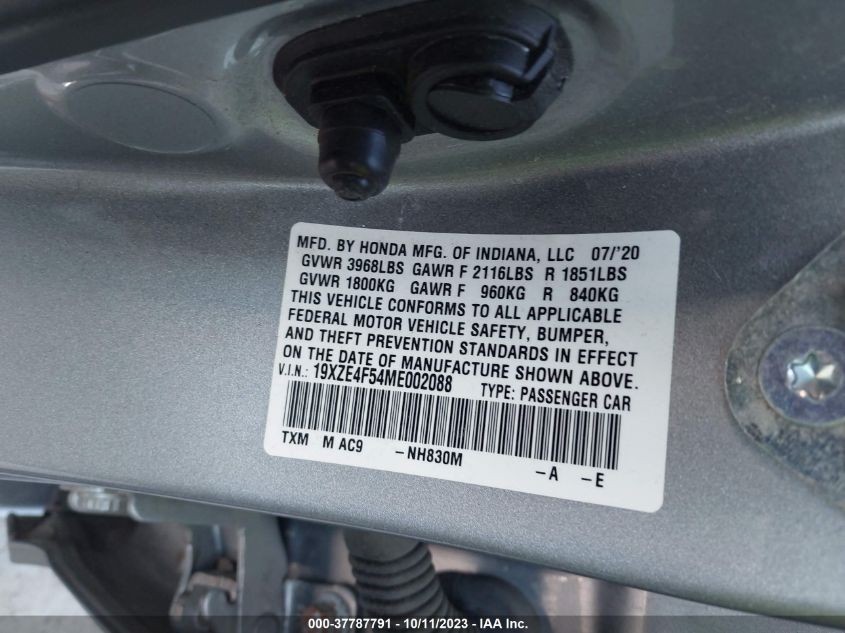 MFD. BY HONDA MFG. OF INDIANA, LLC 07/'20
GVWR 3968LBS GAWR F 2116LBS R 1851LBS
GVWR 1800KG GAWR F 960KG R 840KG
THIS VEHICLE CONFORMS TO ALL APPLICABLE
FEDERAL MOTOR VEHICLE SAFETY, BUMPER,
AND THEFT PREVENTION STANDARDS IN EFFECT
ON THE DATE OF MANUFACTURE SHOWN ABOVE.
V.I.N.: 19XZE4F54ME002088 TYPE: PASSENGER CAR
TXM M AC9 -NH830M -A -E
000-37787791 - 10/11/2023 - IAA Inc.